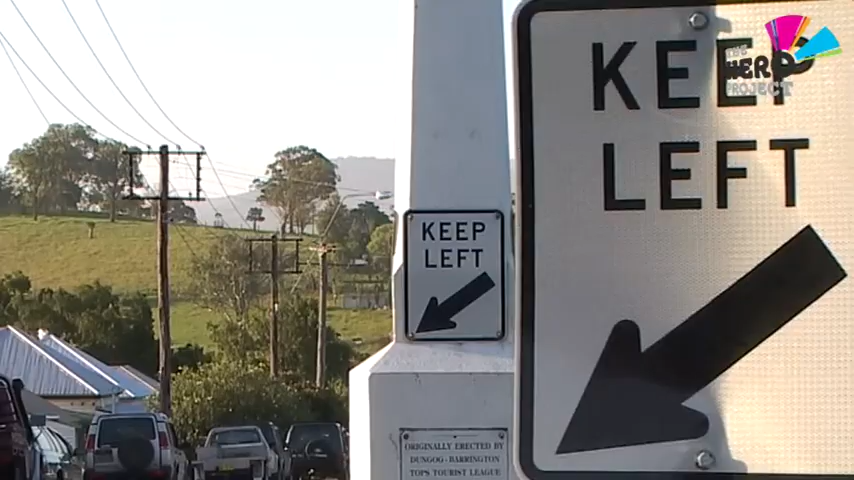 KEEP
LEFT
KEEP
LEFT
ORIGINALLY ERECTED BY
DUNGOG-BARRINGTON
TOPS TOURIST LEAGUE
THE
HERD
PROJECT